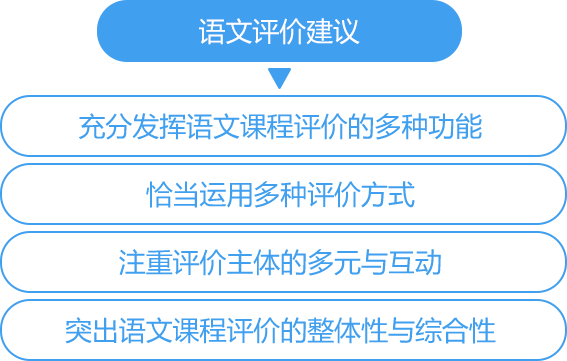 语文评价建议
充分发挥语文课程评价的多种功能
恰当运用多种评价方式
注重评价主体的多元与互动
突出语文课程评价的整体性与综合性